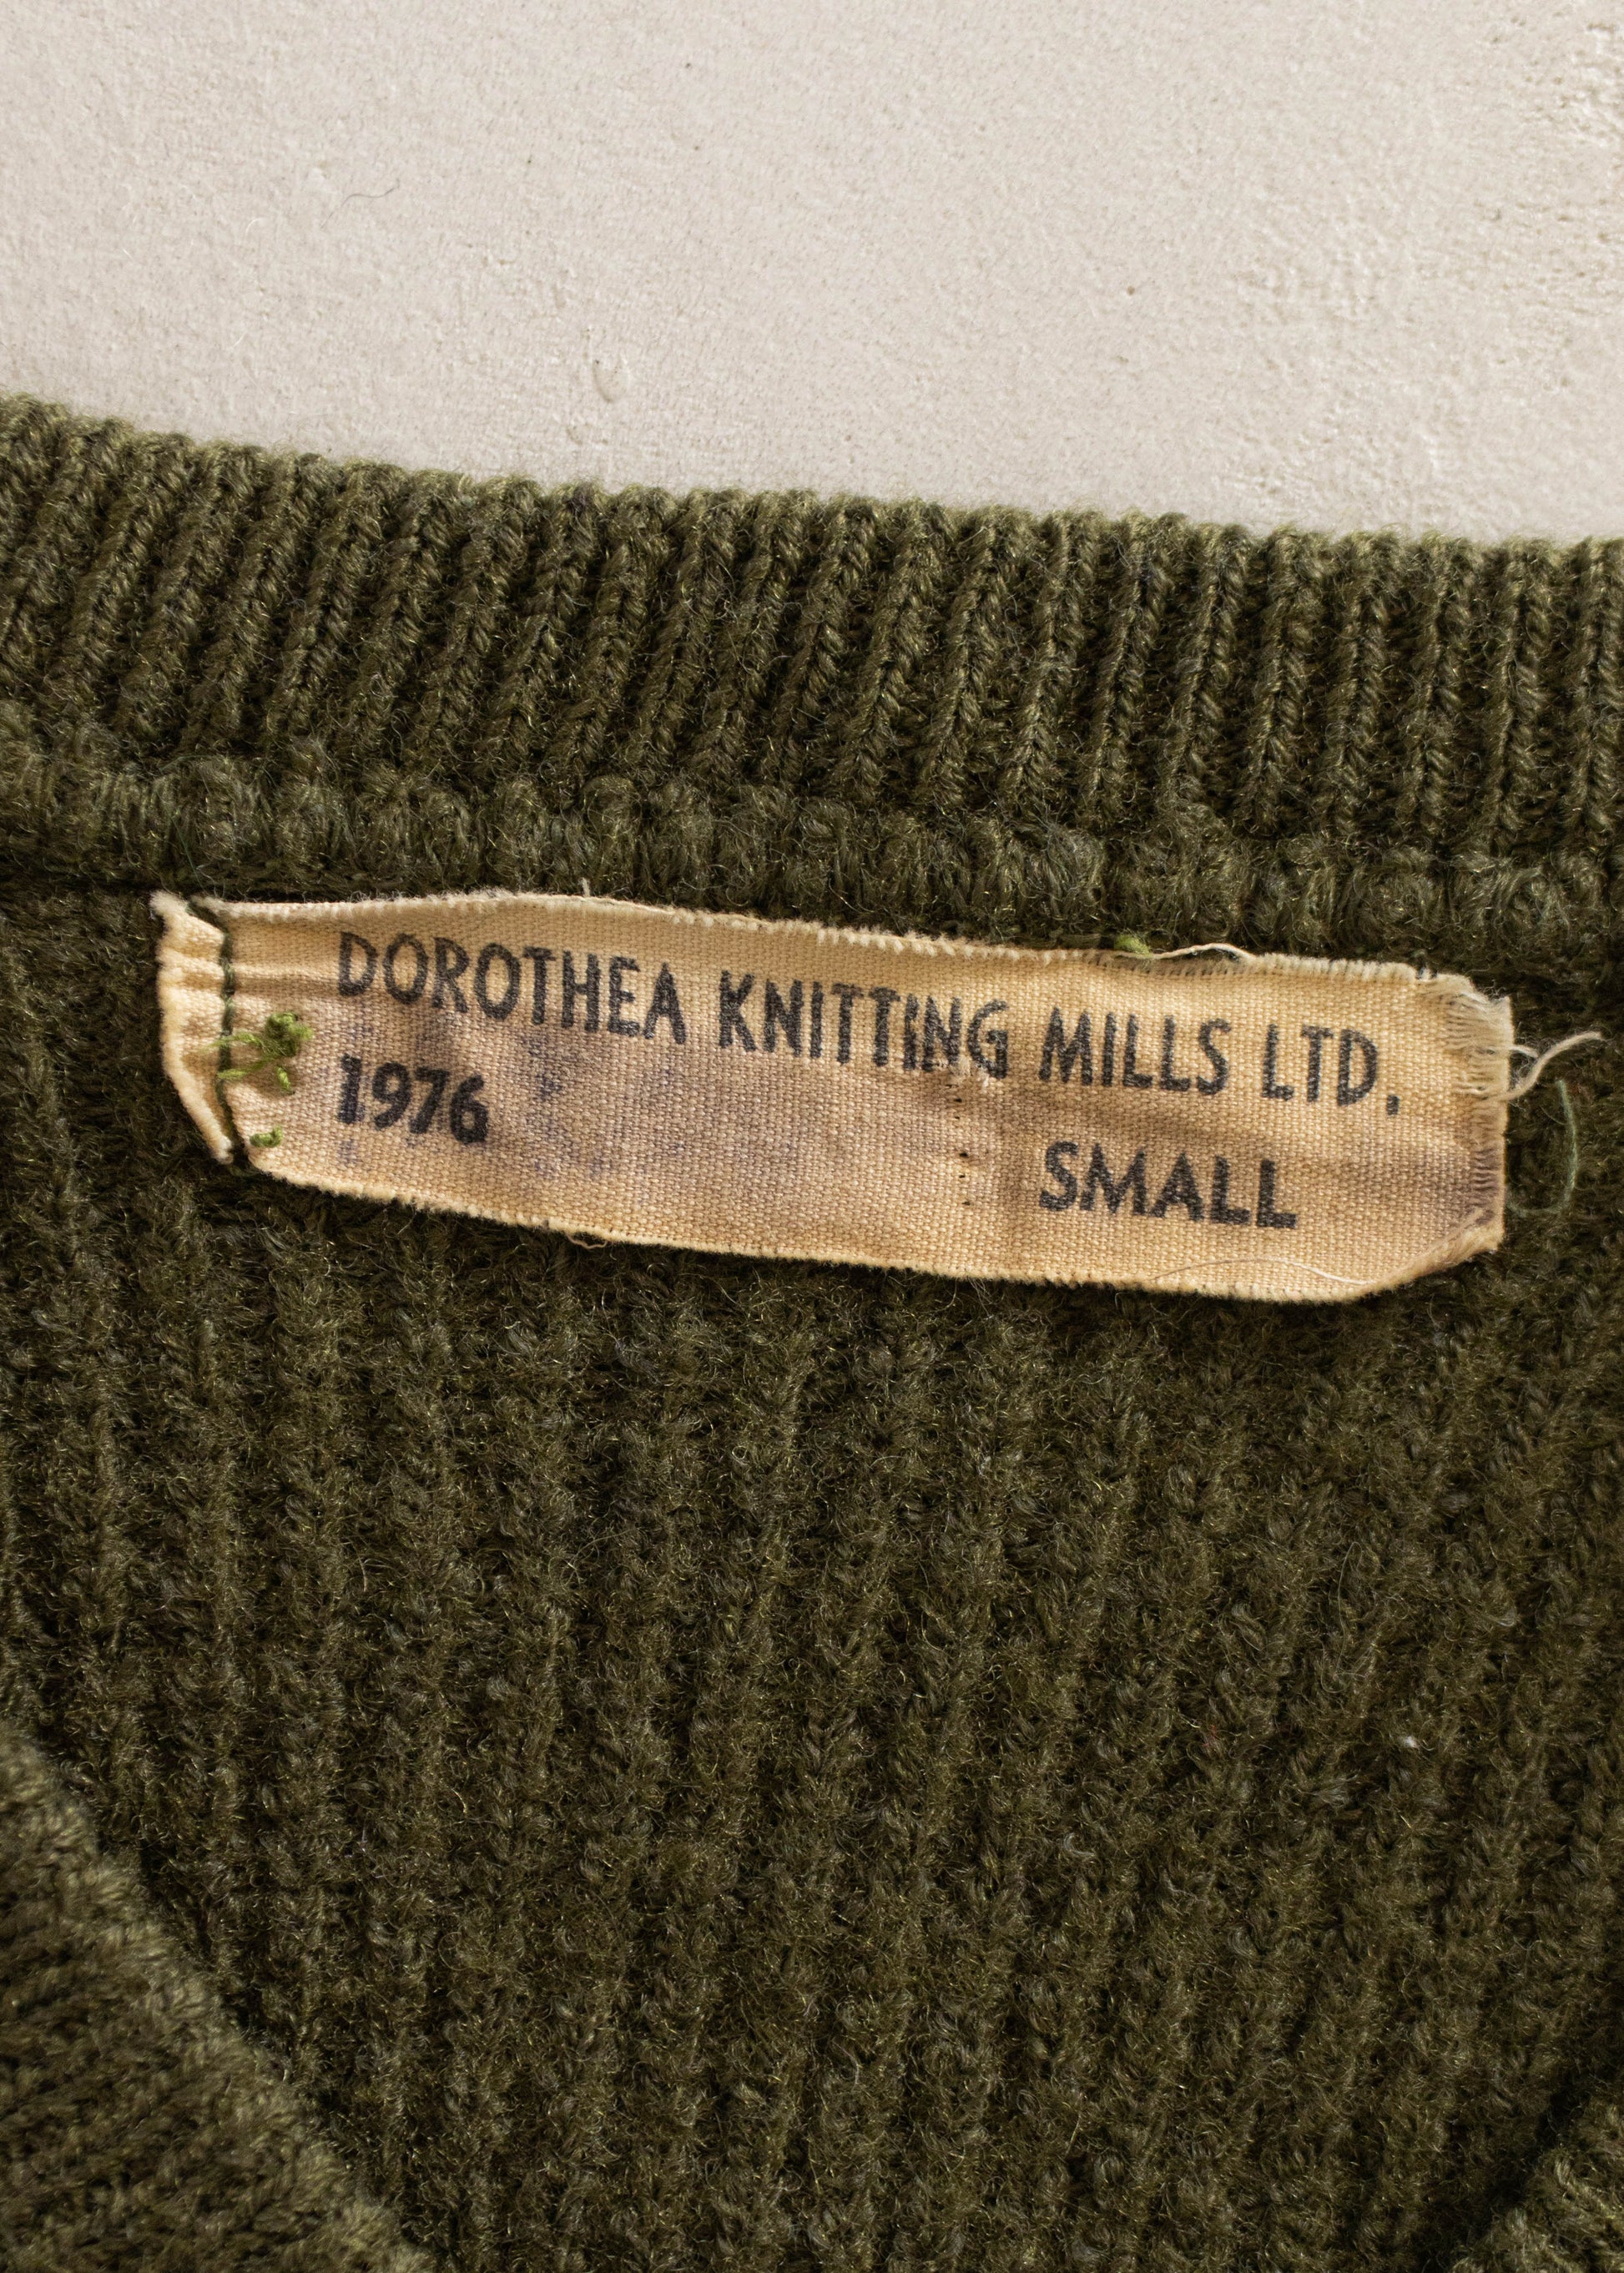 DOROTHEA KNITTING MILLS LTD.
1976
SMALL